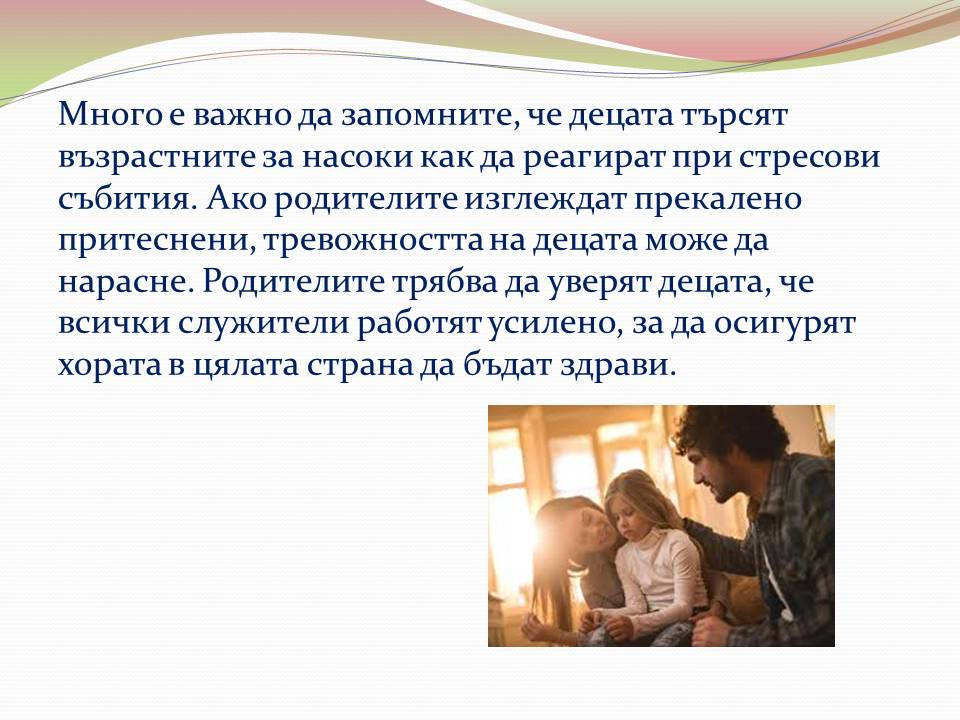 Много е важно да запомните, че децата търсят
възрастните за насоки как да реагират при стресови
събития. Ако родителите изглеждат прекалено
притеснени, тревожността на децата може да
нарасне. Родителите трябва да уверят децата, че
всички служители работят усилено, за да осигурят
хората в цялата страна да бъдат здрави.